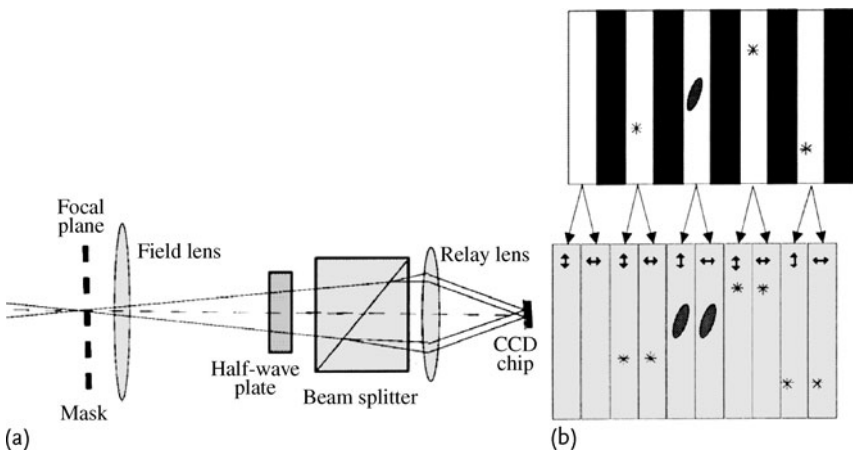 Focal
plane
Field lens
Relay lens
Half-wave
plate
Beam splitter
CCD
chip
Mask
(a)
(b)